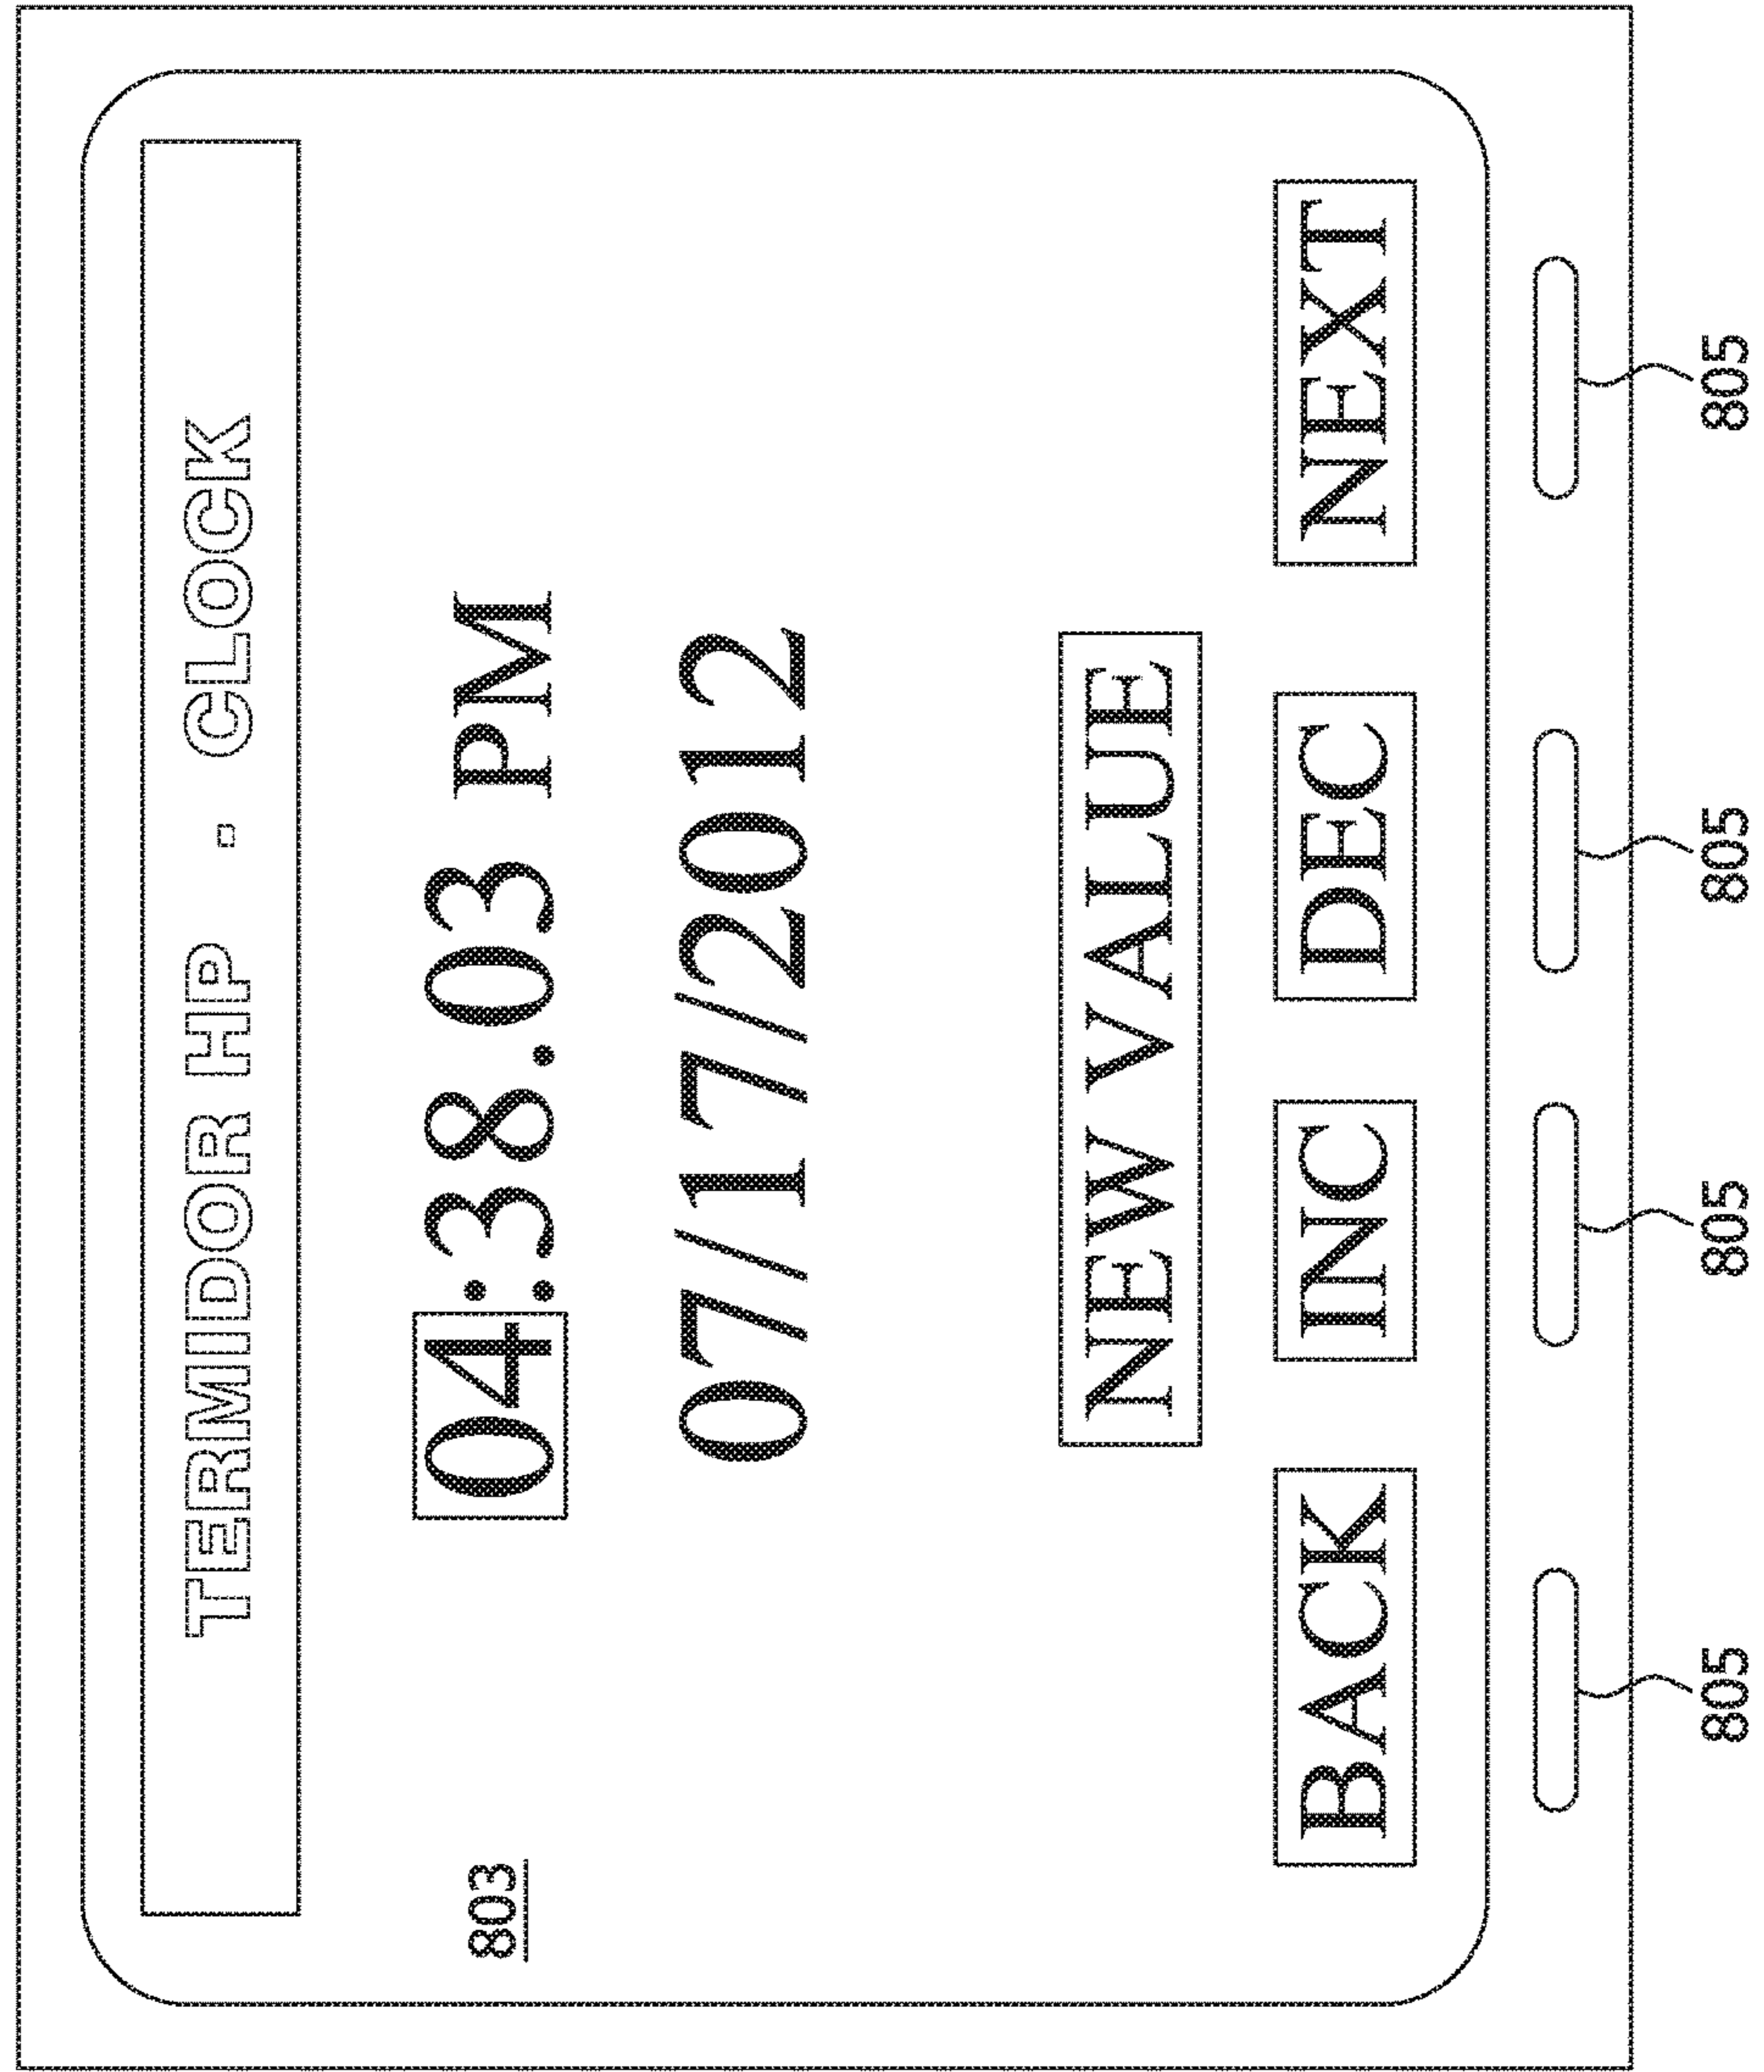 TERMIDOR HP - CLOCK
803
04:38.03 PM
07/17/2012
NEW VALUE
BACK INC DEC NEXT
805 805 805 805